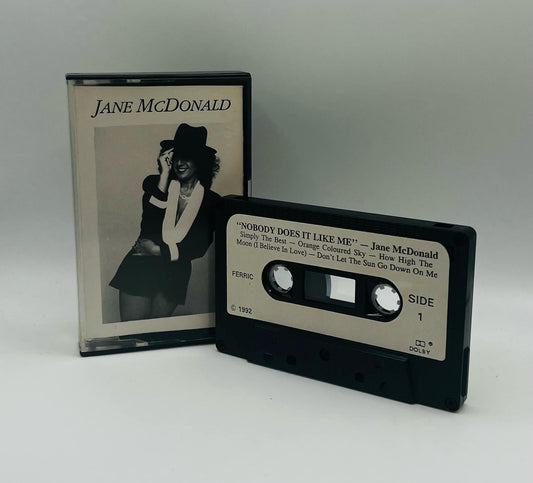 JANE MCDONALD
"NOBODY DOES IT LIKE ME" — Jane McDonald
Simply The Best — Orange Coloured Sky — How High The
Moon (I Believe In Love) — Don't Let The Sun Go Down On Me
FERRIC
SIDE
1
© 1992
DOLBY